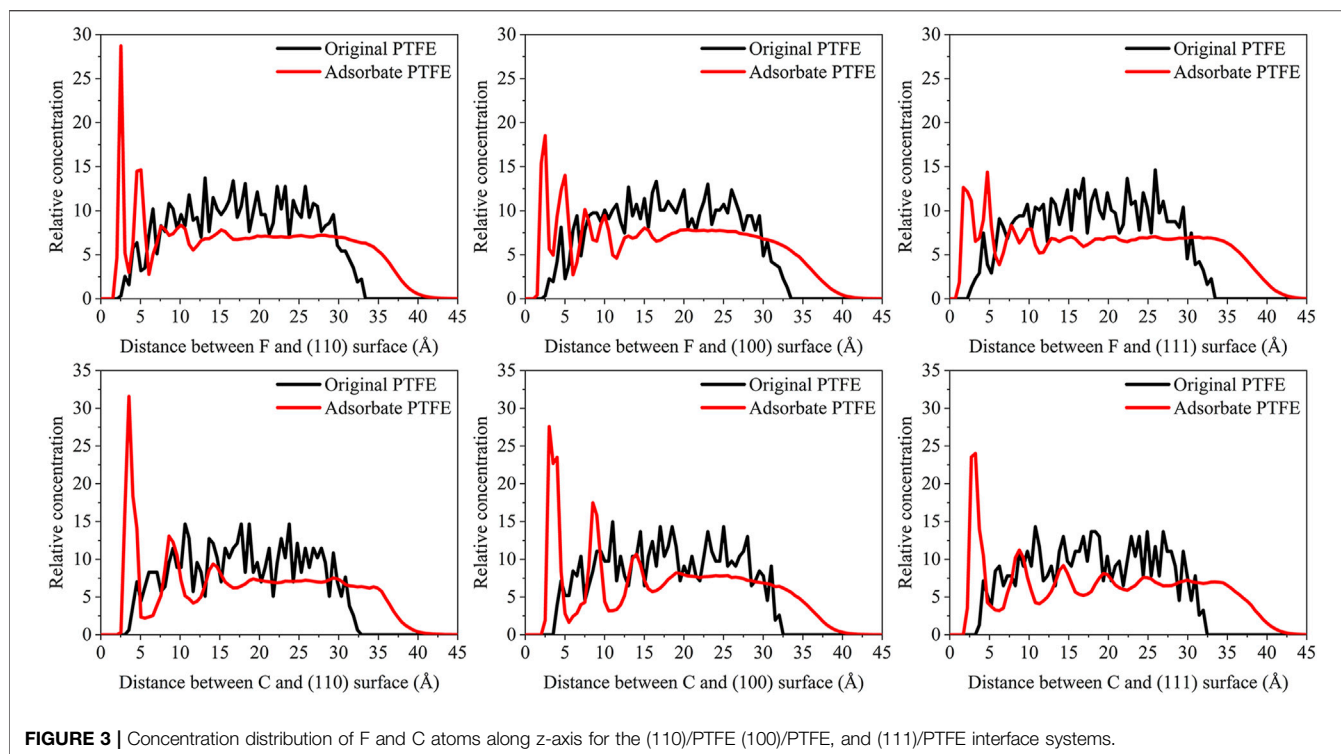 30
25
20
15
10
5
0
Relative concentration
Original PTFE
Adsorbate PTFE
0 5 10 15 20 25 30 35 40 45
Distance between F and (110) surface (Å)
30
25
20
15
10
5
0
Relative concentration
Original PTFE
Adsorbate PTFE
0 5 10 15 20 25 30 35 40 45
Distance between F and (100) surface (Å)
30
25
20
15
10
5
0
Relative concentration
Original PTFE
Adsorbate PTFE
0 5 10 15 20 25 30 35 40 45
Distance between F and (111) surface (Å)
35
30
25
20
15
10
5
0
Relative concentration
Original PTFE
Adsorbate PTFE
0 5 10 15 20 25 30 35 40 45
Distance between C and (110) surface (Å)
35
30
25
20
15
10
5
0
Relative concentration
Original PTFE
Adsorbate PTFE
0 5 10 15 20 25 30 35 40 45
Distance between C and (100) surface (Å)
35
30
25
20
15
10
5
0
Relative concentration
Original PTFE
Adsorbate PTFE
0 5 10 15 20 25 30 35 40 45
Distance between C and (111) surface (Å)
FIGURE 3 | Concentration distribution of F and C atoms along z-axis for the (110)/PTFE (100)/PTFE, and (111)/PTFE interface systems.